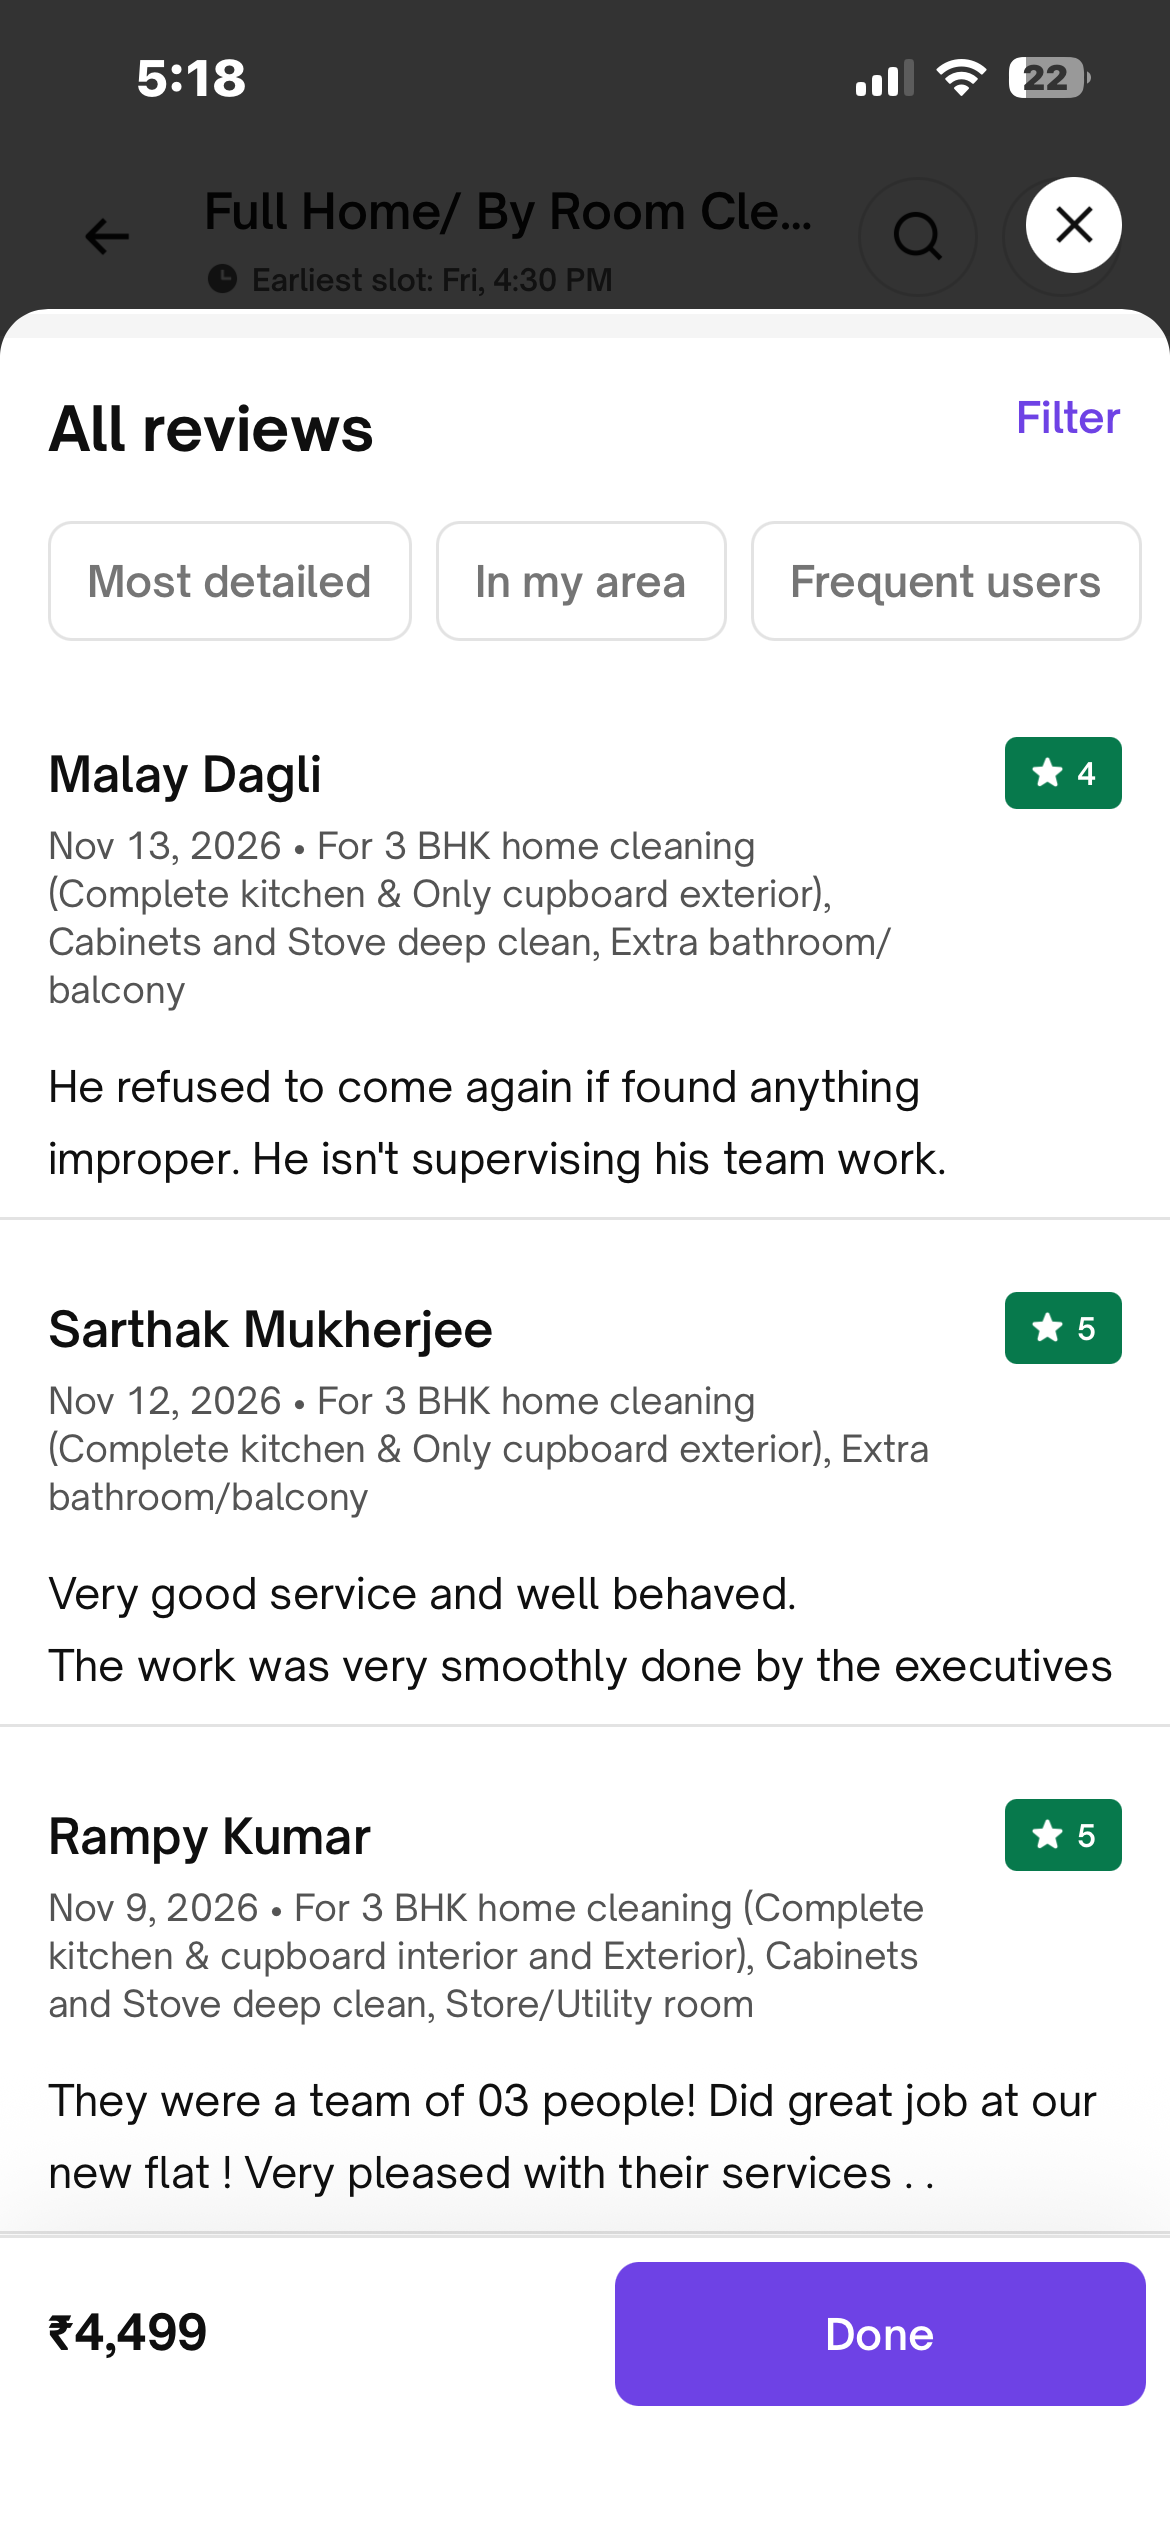 5:18
22
Full Home/ By Room Cle...
Earliest slot: Fri, 4:30 PM
All reviews
Filter
Most detailed
In my area
Frequent users
Malay Dagli
4
Nov 13, 2026 • For 3 BHK home cleaning
(Complete kitchen & Only cupboard exterior),
Cabinets and Stove deep clean, Extra bathroom/
balcony
He refused to come again if found anything
improper. He isn't supervising his team work.
Sarthak Mukherjee
5
Nov 12, 2026 • For 3 BHK home cleaning
(Complete kitchen & Only cupboard exterior), Extra
bathroom/balcony
Very good service and well behaved.
The work was very smoothly done by the executives
Rampy Kumar
5
Nov 9, 2026 • For 3 BHK home cleaning (Complete
kitchen & cupboard interior and Exterior), Cabinets
and Stove deep clean, Store/Utility room
They were a team of 03 people! Did great job at our
new flat ! Very pleased with their services . .
₹4,499
Done